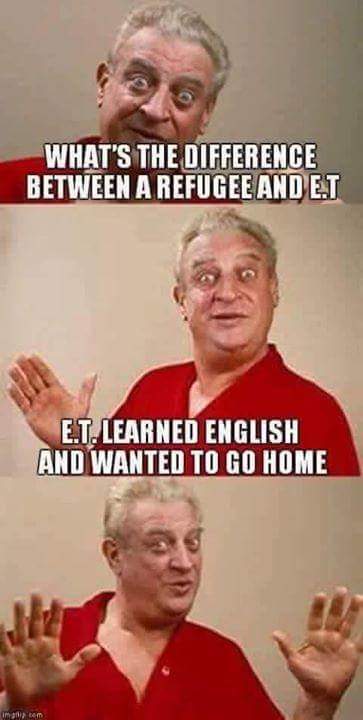 WHAT'S THE DIFFERENCE
BETWEEN A REFUGEE AND E.T
E.T. LEARNED ENGLISH
AND WANTED TO GO HOME
imgflip.com